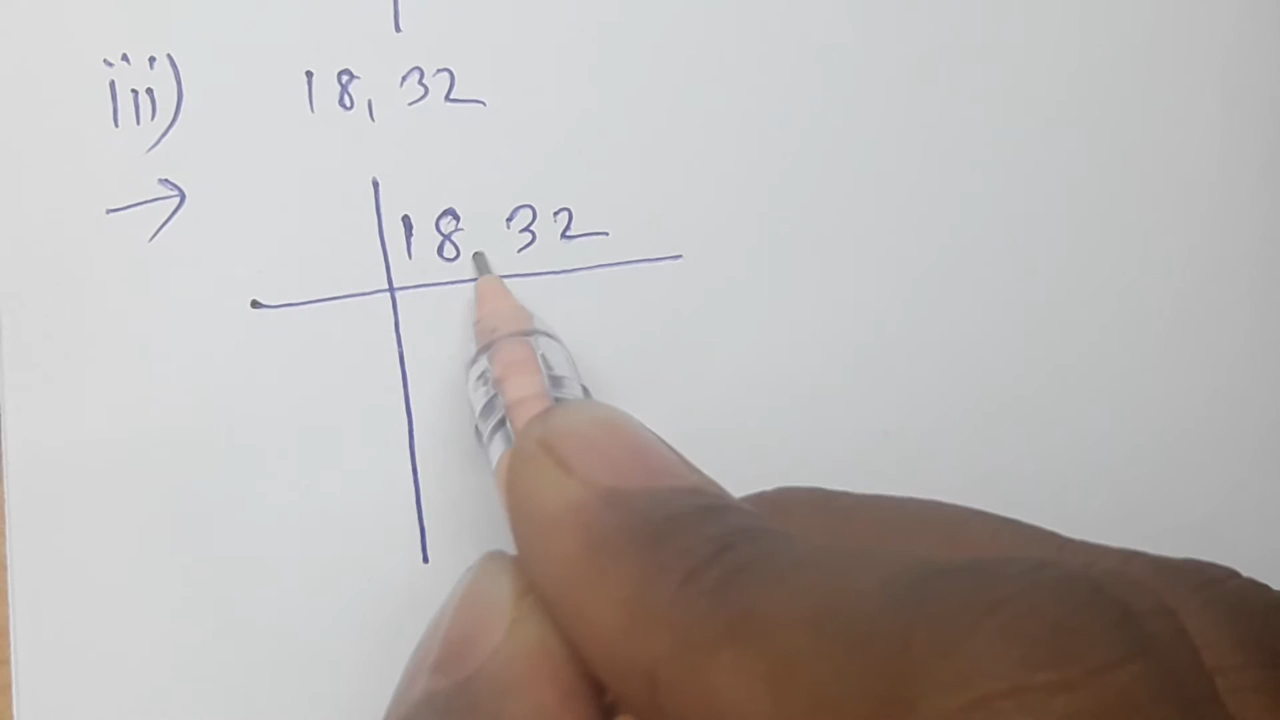 iii) 18, 32
→ 18, 32